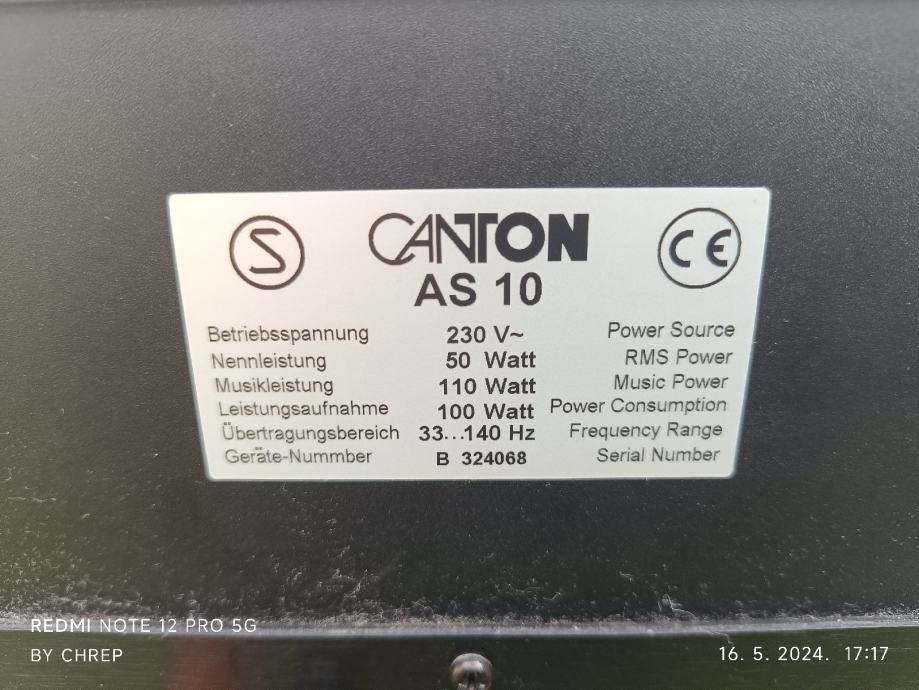 S CANTON CE
AS 10
Betriebsspannung 230 V~ Power Source
Nennleistung 50 Watt RMS Power
Musikleistung 110 Watt Music Power
Leistungsaufnahme 100 Watt Power Consumption
Übertragungsbereich 33...140 Hz Frequency Range
Geräte-Nummber B 324068 Serial Number
REDMI NOTE 12 PRO 5G
BY CHREP 16. 5. 2024. 17:17